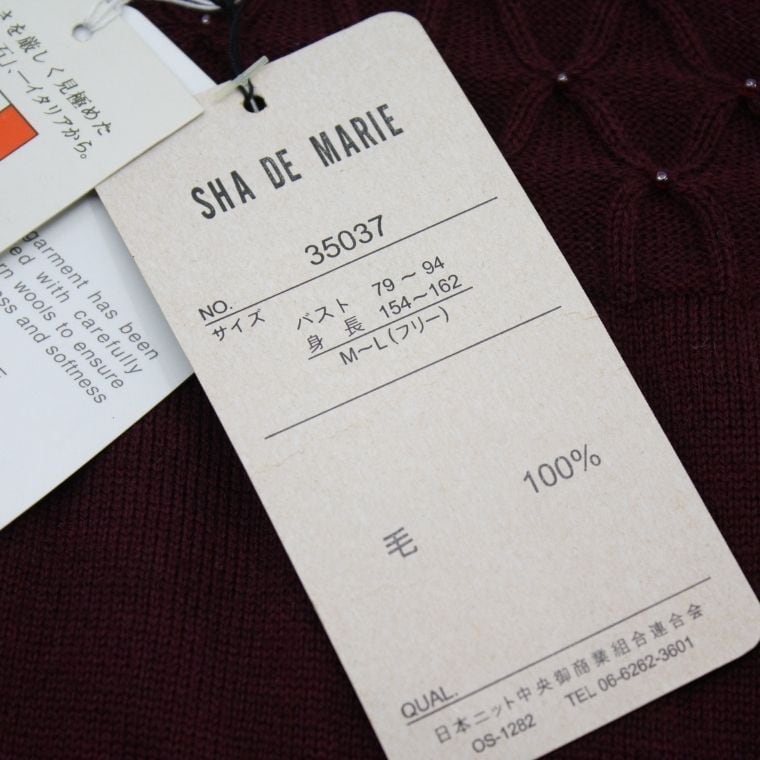 さを厳しく見極めた
石」、—イタリアから。
garment has been
ed with carefully
rn wools to ensure
ess and softness
SHA DE MARIE
NO. 35037
サイズ バスト 79～94
身長 154～162
M～L(フリー)
毛 100%
QUAL.
日本ニット中央卸商業組合連合会
OS-1282 TEL 06-6262-3601